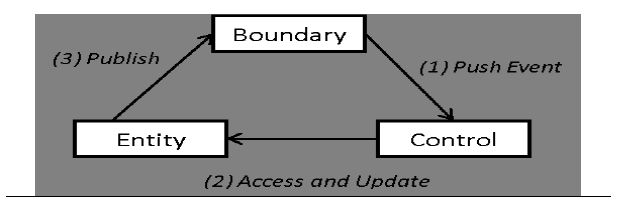 Boundary
(3) Publish
(1) Push Event
Entity
Control
(2) Access and Update